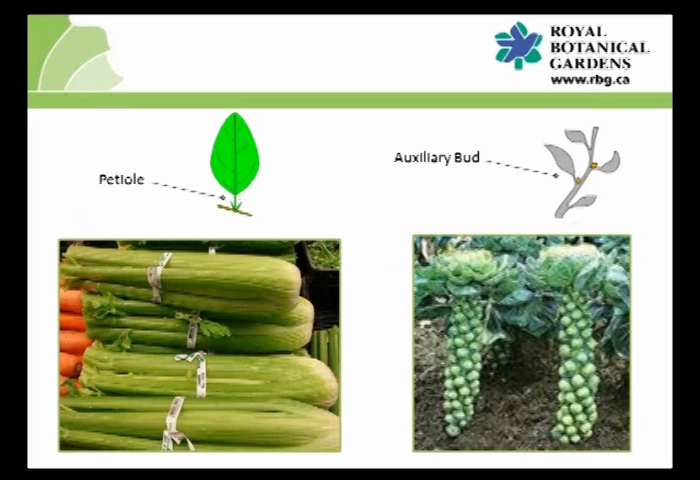 ROYAL
BOTANICAL
GARDENS
www.rbg.ca
Petiole
Auxiliary Bud